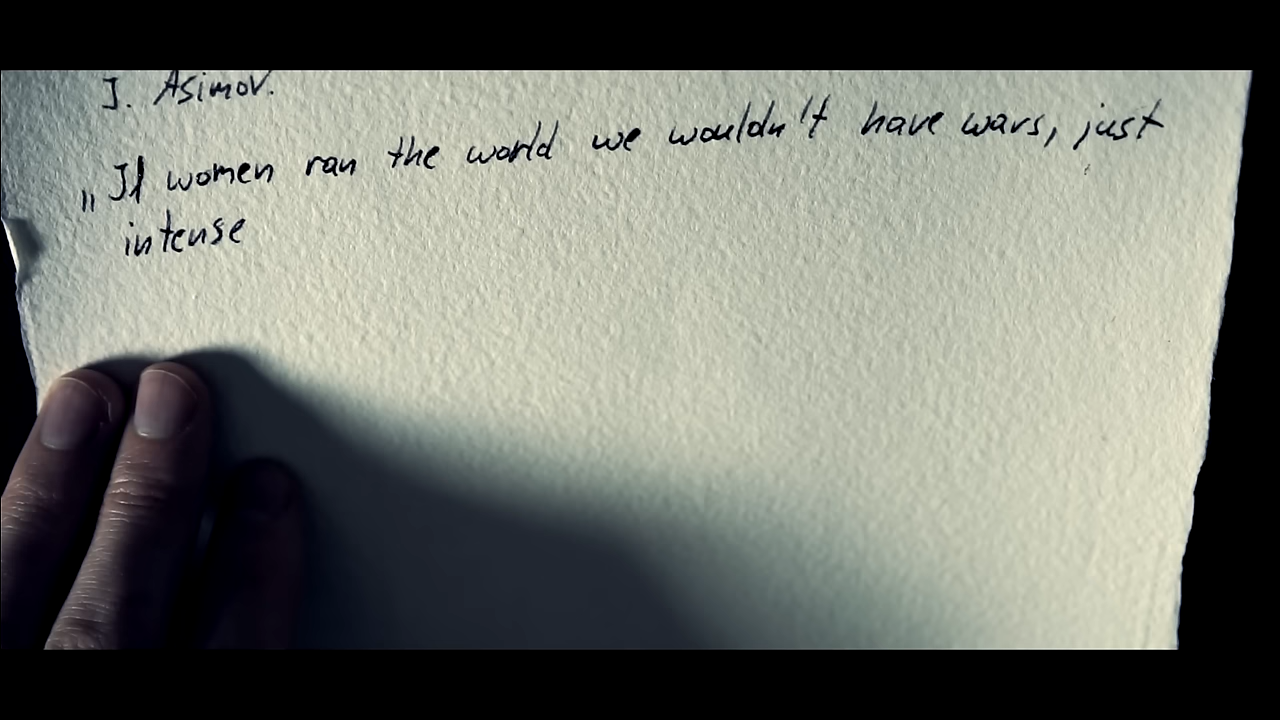 I. Asimov.
„If women ran the world we wouldn't have wars, just
intense